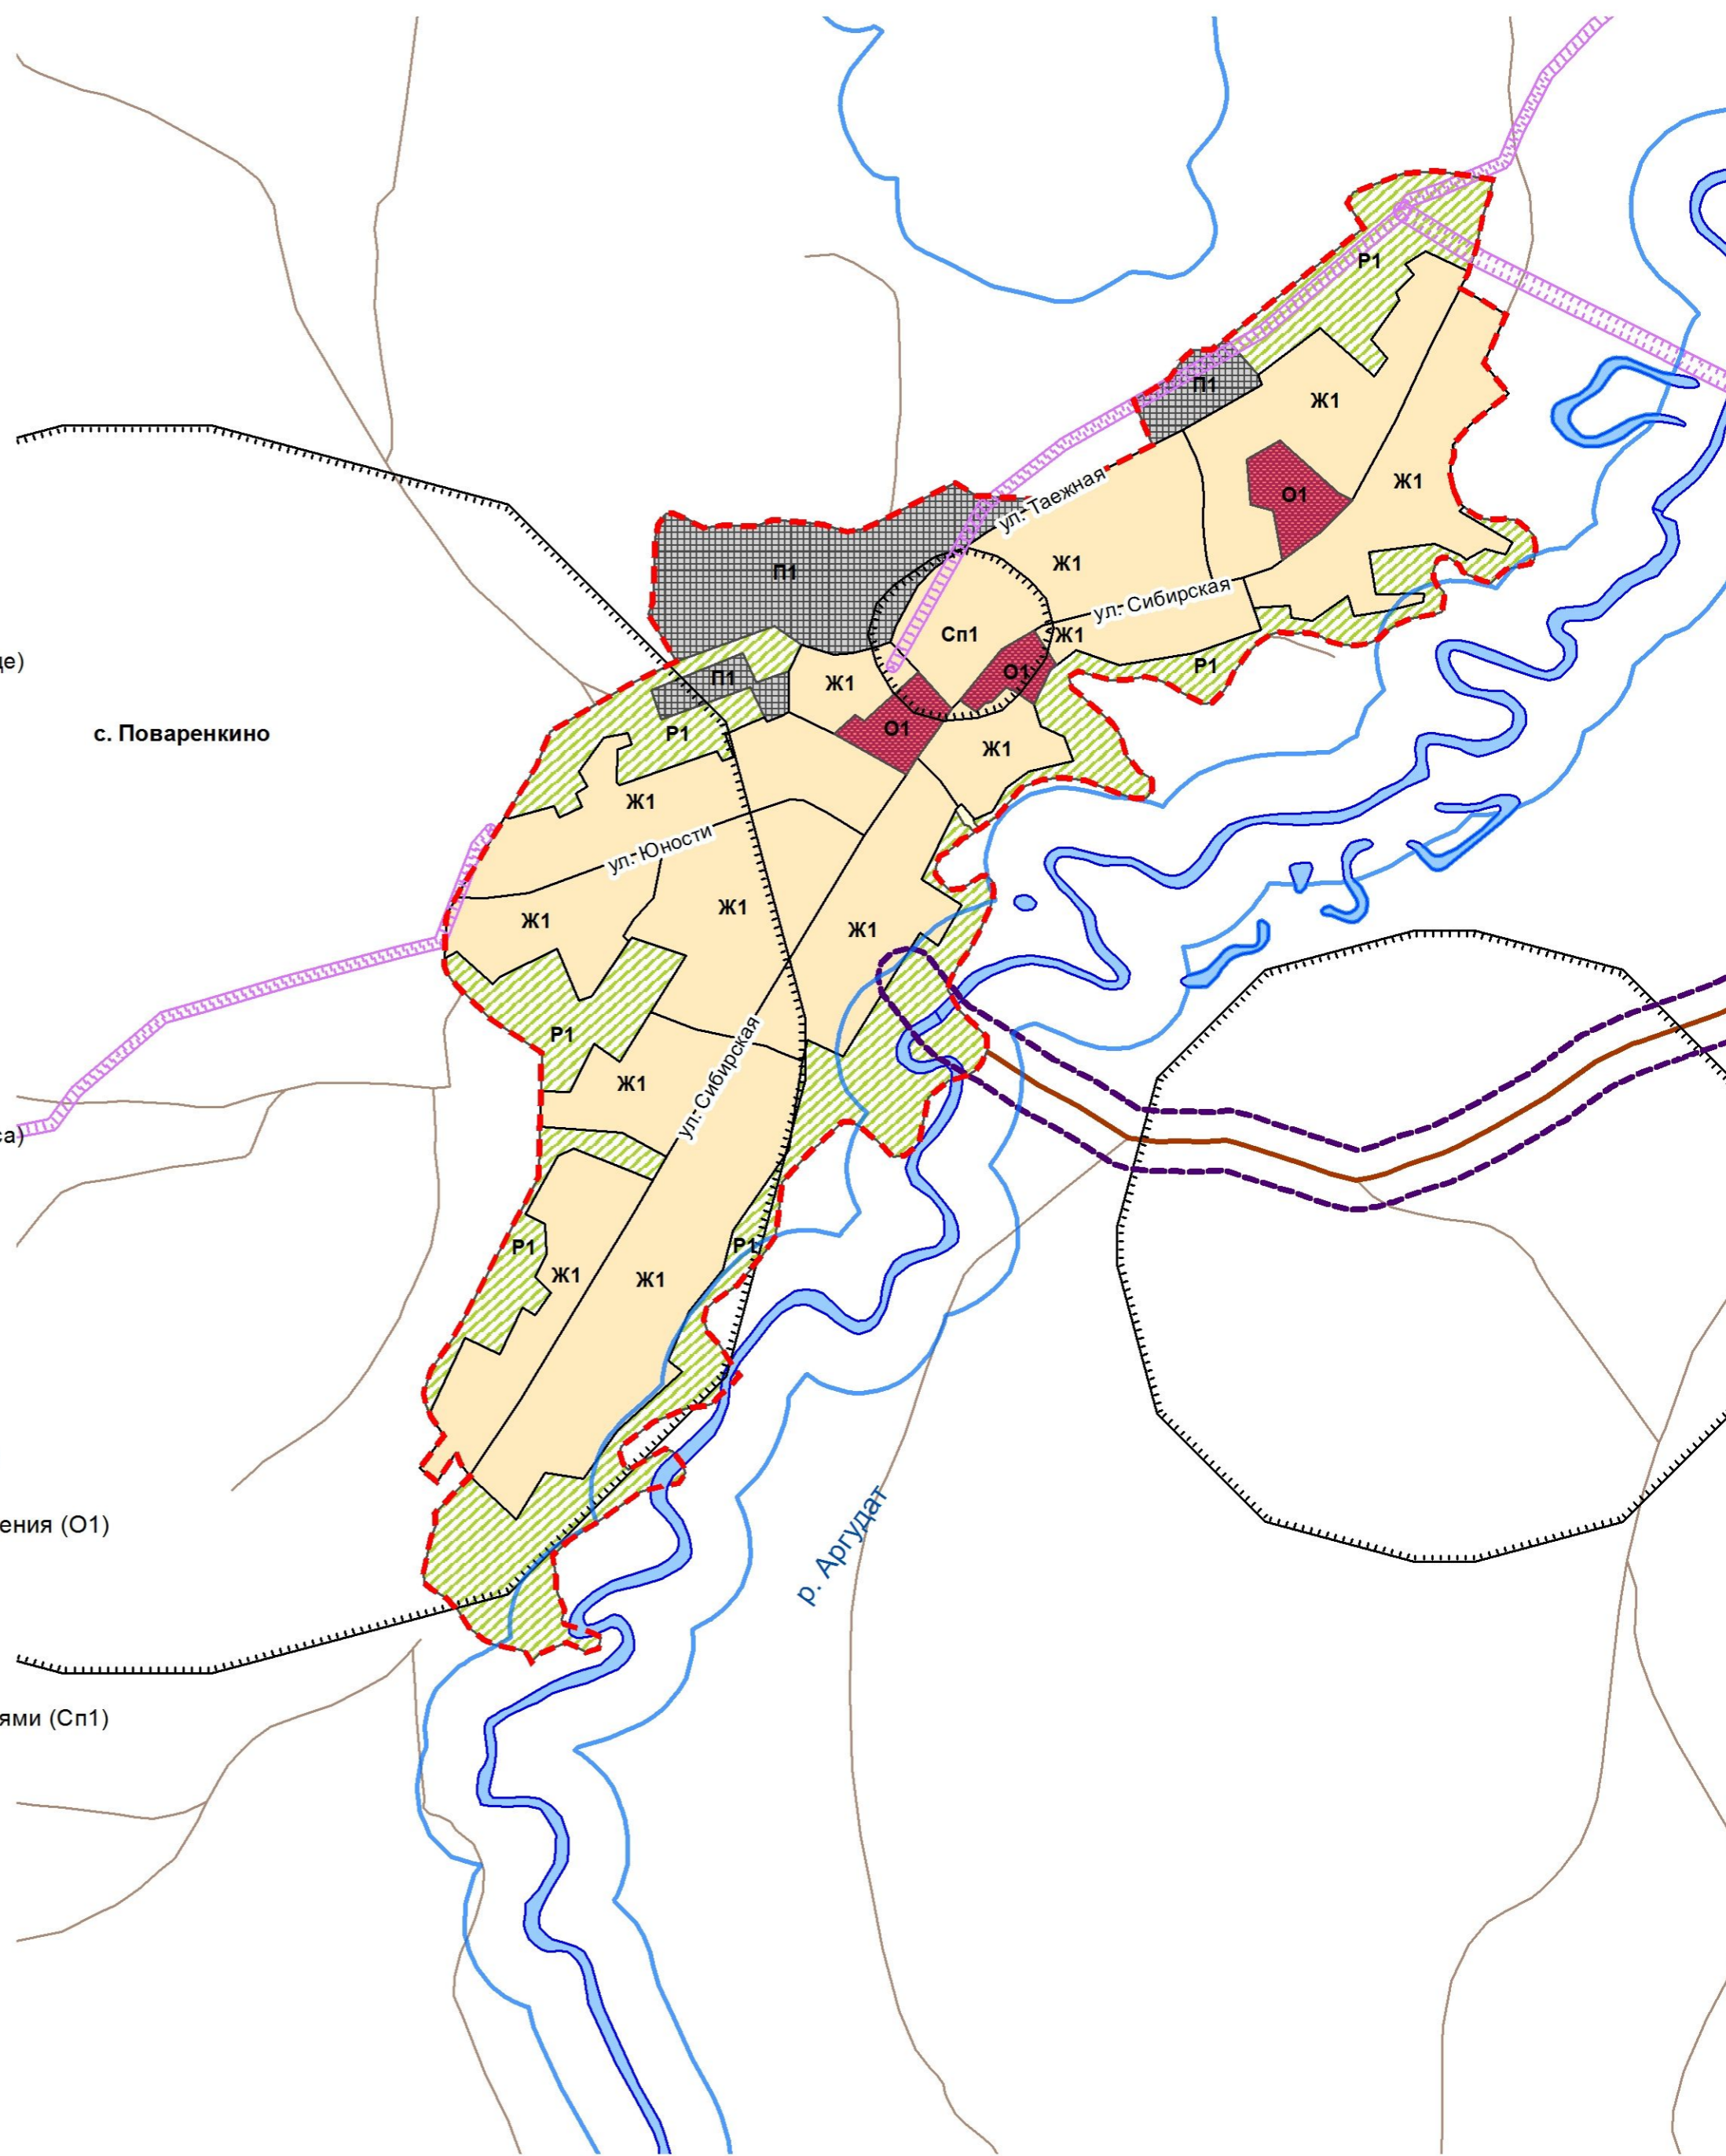 Р1
П1
Ж1
Ж1
О1
ул. Таежная
Ж1
П1
ул. Сибирская
Сп1
Ж1
де)
Р1
О1
П1
Ж1
с. Поваренкино
Р1
О1
Ж1
Ж1
ул. Юности
Ж1
Ж1
Ж1
Р1
ул. Сибирская
Ж1
са)
Р1
Р1
Ж1
Ж1
р. Аргудат
ения (О1)
ями (Сп1)